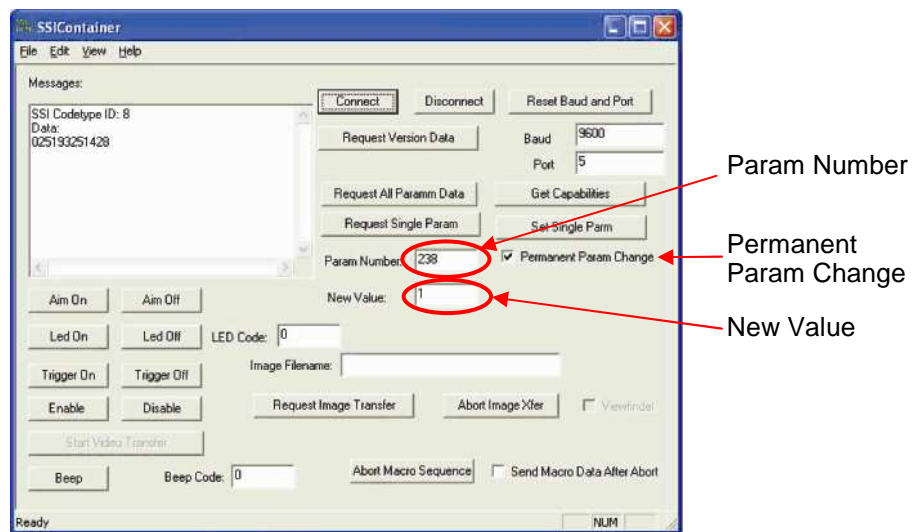 SSIContainer
File Edit View Help
Messages:
SSI Codetype ID: 8
Data:
025193251428
Connect Disconnect Reset Baud and Port
Request Version Data Baud 9600
Port 5
Request All Paramm Data Get Capabilities
Request Single Param Set Single Parm
Param Number: 238 Permanent Param Change
New Value: 1
Aim On Aim Off
Led On Led Off LED Code: 0
Image Filename:
Trigger On Trigger Off
Enable Disable Request Image Transfer Abort Image Xfer Viewfinder
Start Video Transfer
Beep Beep Code: 0 Abort Macro Sequence Send Macro Data After Abort
Ready NUM
Param Number
Permanent
Param Change
New Value